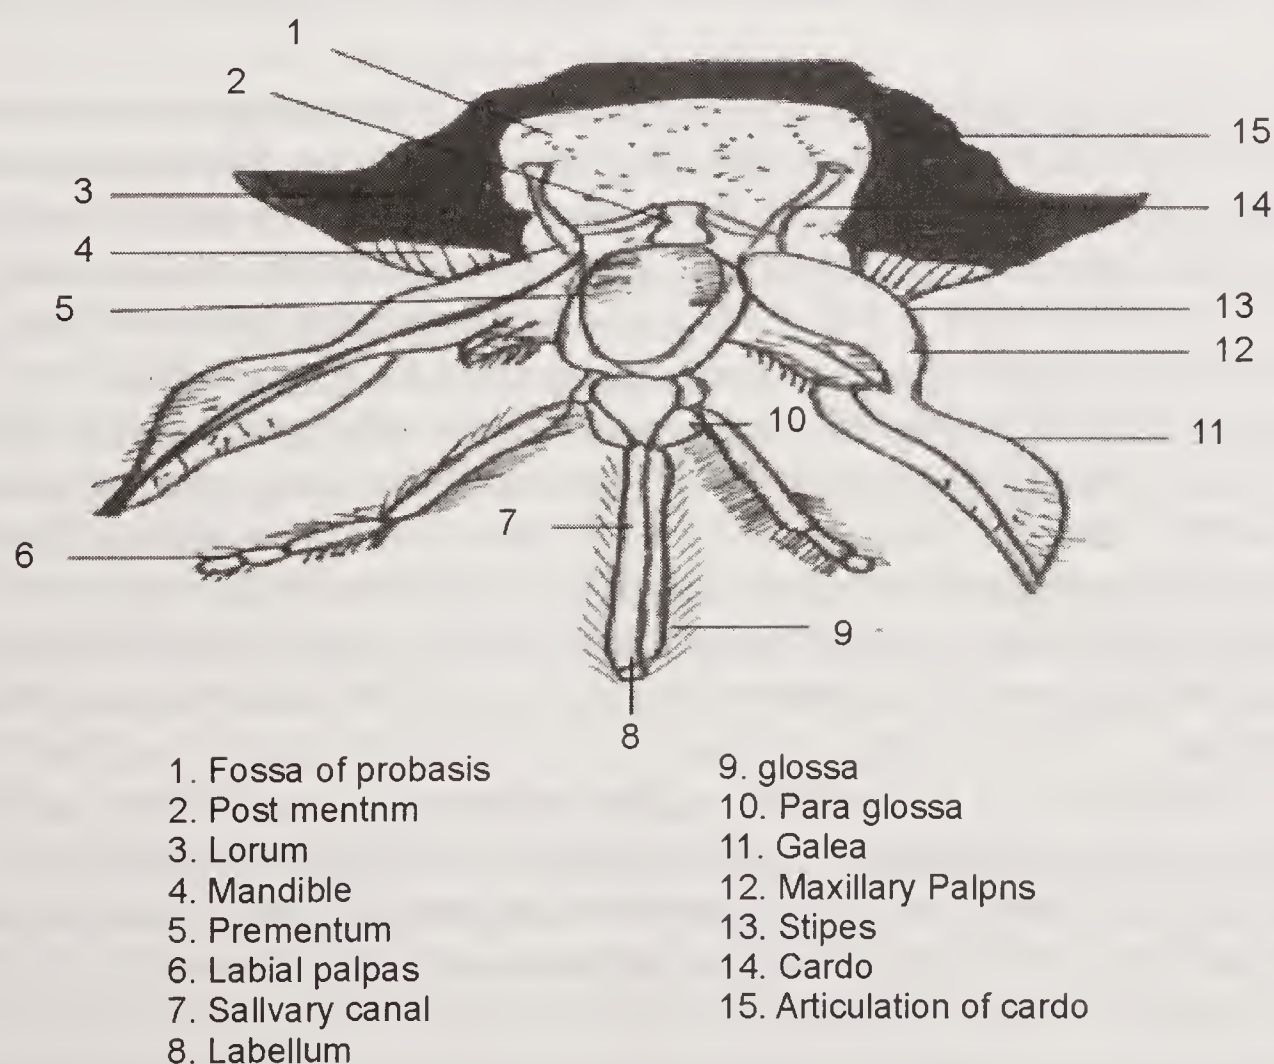 1
2
3
4
5
6
7
8
9
10
11
12
13
14
15
1. Fossa of probasis
2. Post mentnm
3. Lorum
4. Mandible
5. Prementum
6. Labial palpas
7. Sallvary canal
8. Labellum
9. glossa
10. Para glossa
11. Galea
12. Maxillary Palpns
13. Stipes
14. Cardo
15. Articulation of cardo